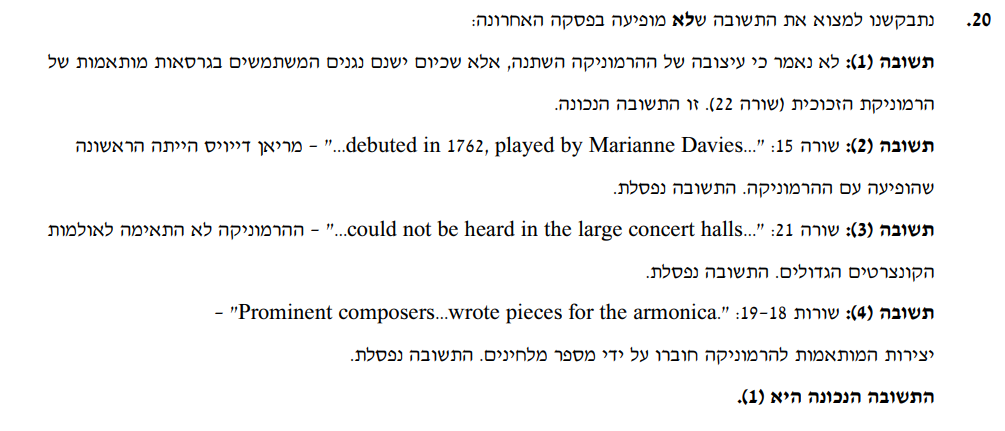 20. נתבקשנו למצוא את התשובה שלא מופיעה בפסקה האחרונה:
תשובה (1): לא נאמר כי עיצובה של ההרמוניקה השתנה, אלא שכיום ישנם נגנים המשתמשים בגרסאות מותאמות של
הרמוניקת הזכוכית (שורה 22). זו התשובה הנכונה.
תשובה (2): שורה 15: "...debuted in 1762, played by Marianne Davies..." – מריאן דייויס הייתה הראשונה
שהופיעה עם ההרמוניקה. התשובה נפסלת.
תשובה (3): שורה 21: "...could not be heard in the large concert halls..." – ההרמוניקה לא התאימה לאולמות
הקונצרטים הגדולים. התשובה נפסלת.
תשובה (4): שורות 18–19: "Prominent composers...wrote pieces for the armonica." –
יצירות המותאמות להרמוניקה חוברו על ידי מספר מלחינים. התשובה נפסלת.
התשובה הנכונה היא (1).